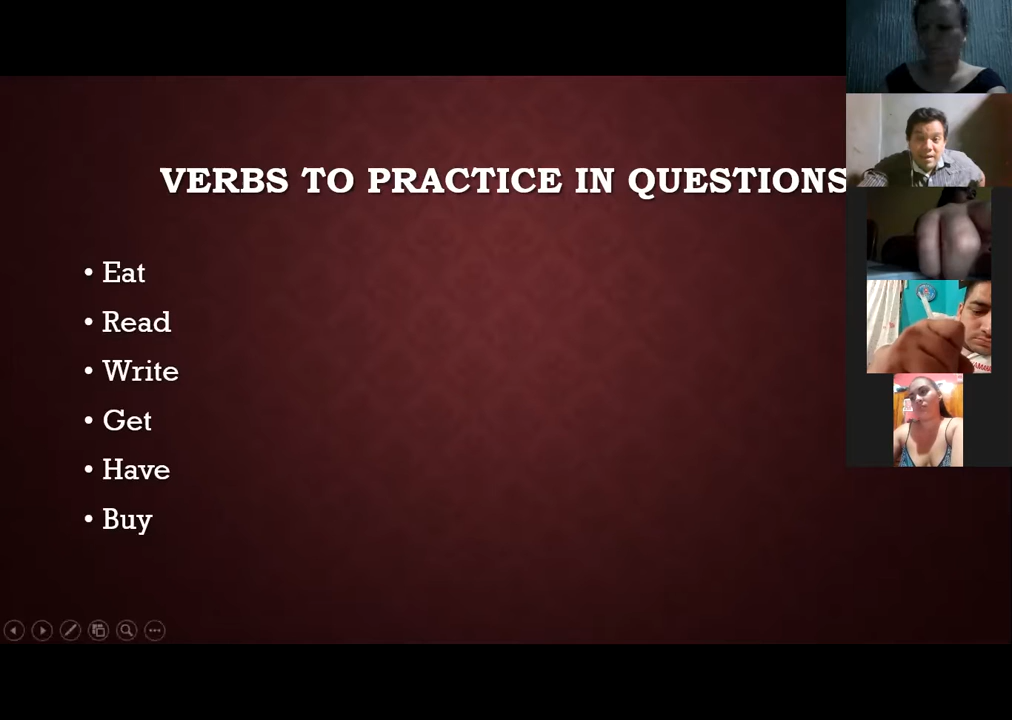 VERBS TO PRACTICE IN QUESTIONS
• Eat
• Read
• Write
• Get
• Have
• Buy